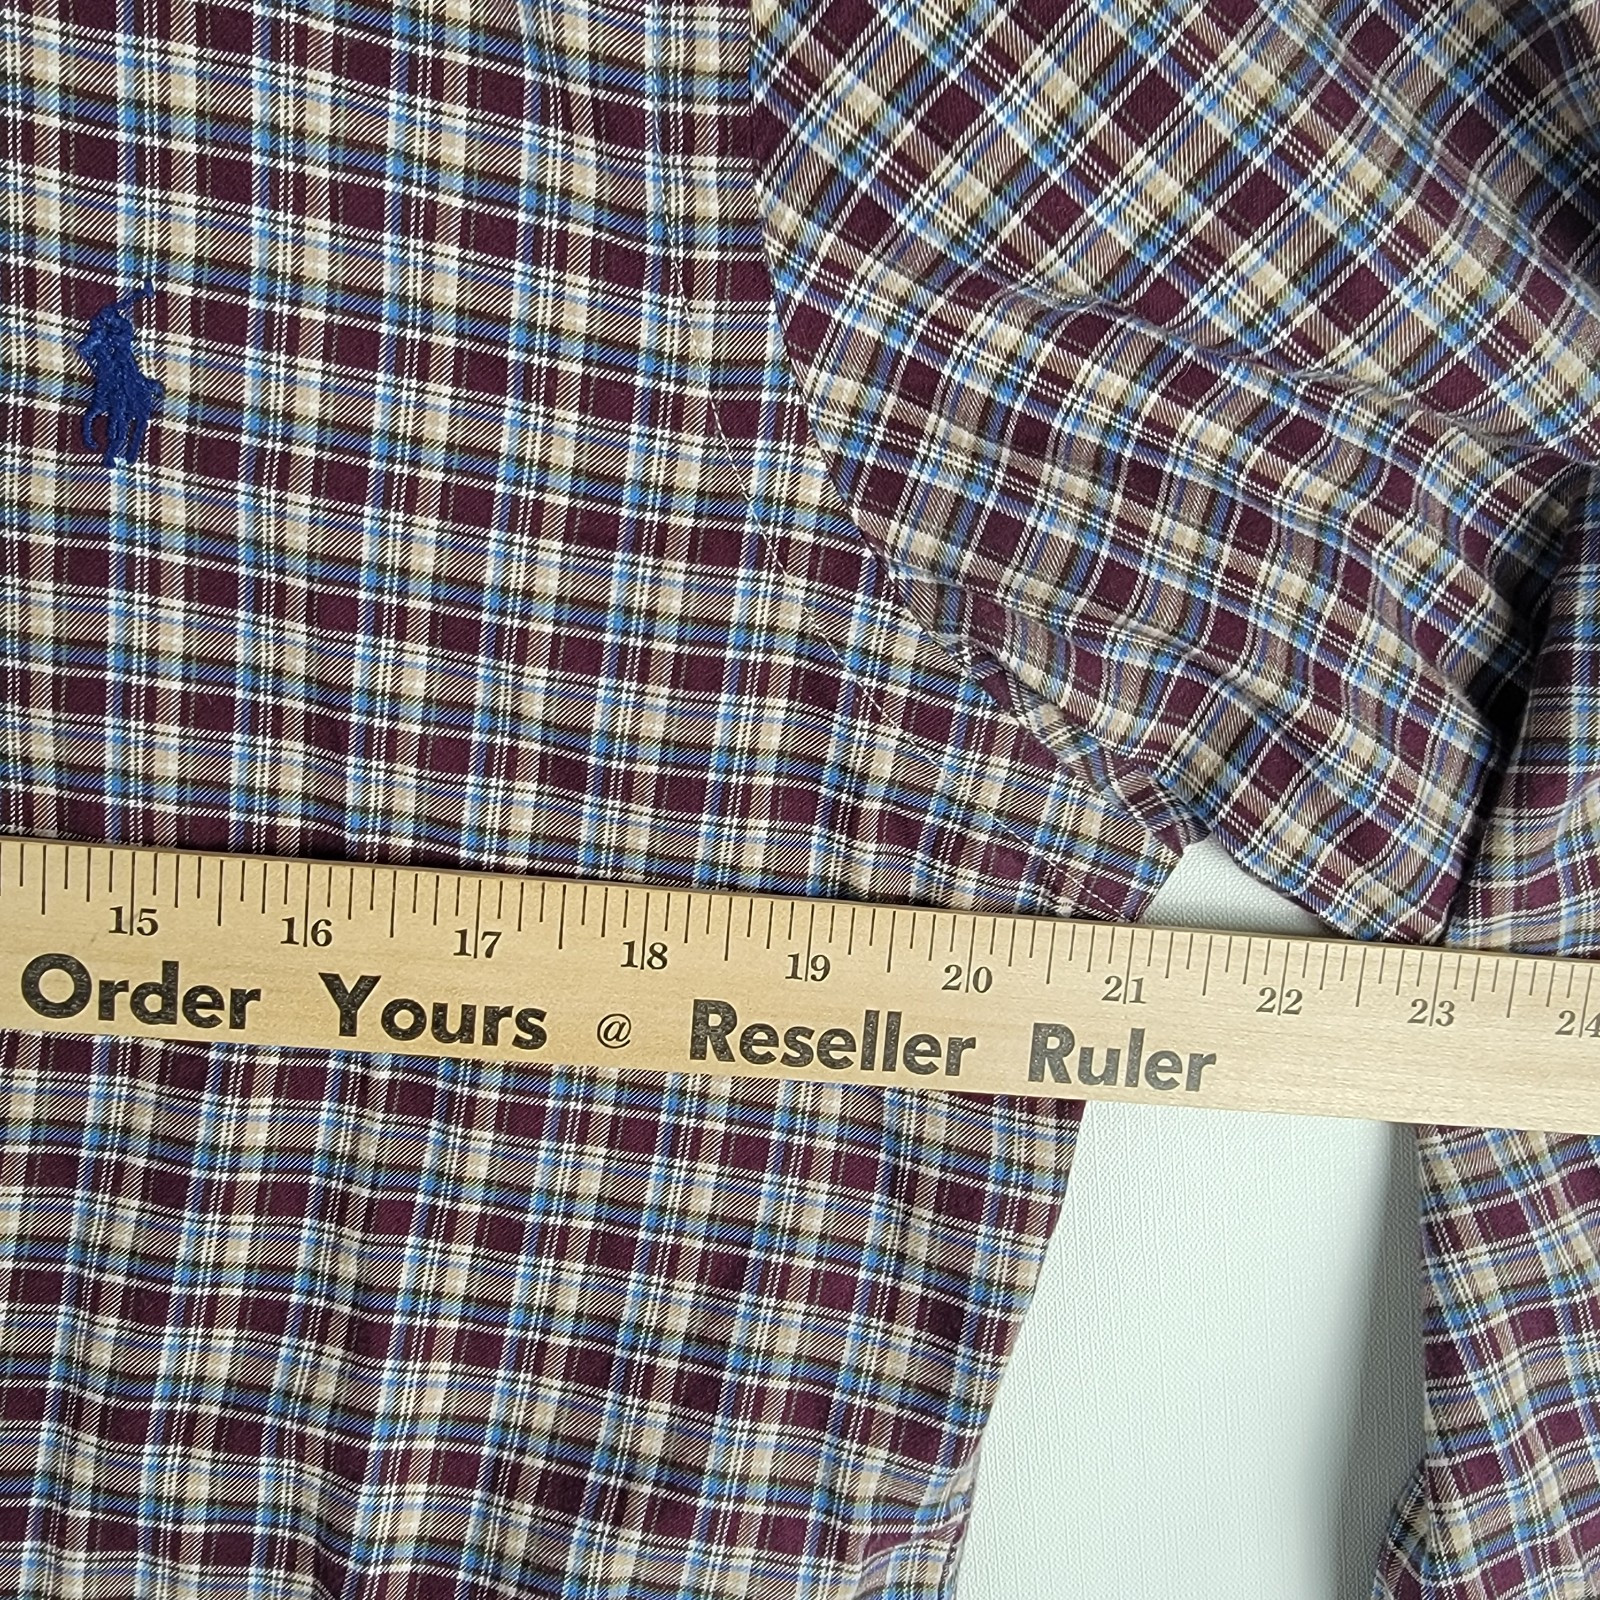 15 16 17 18 19 20 21 22 23 24
Order Yours @ Reseller Ruler